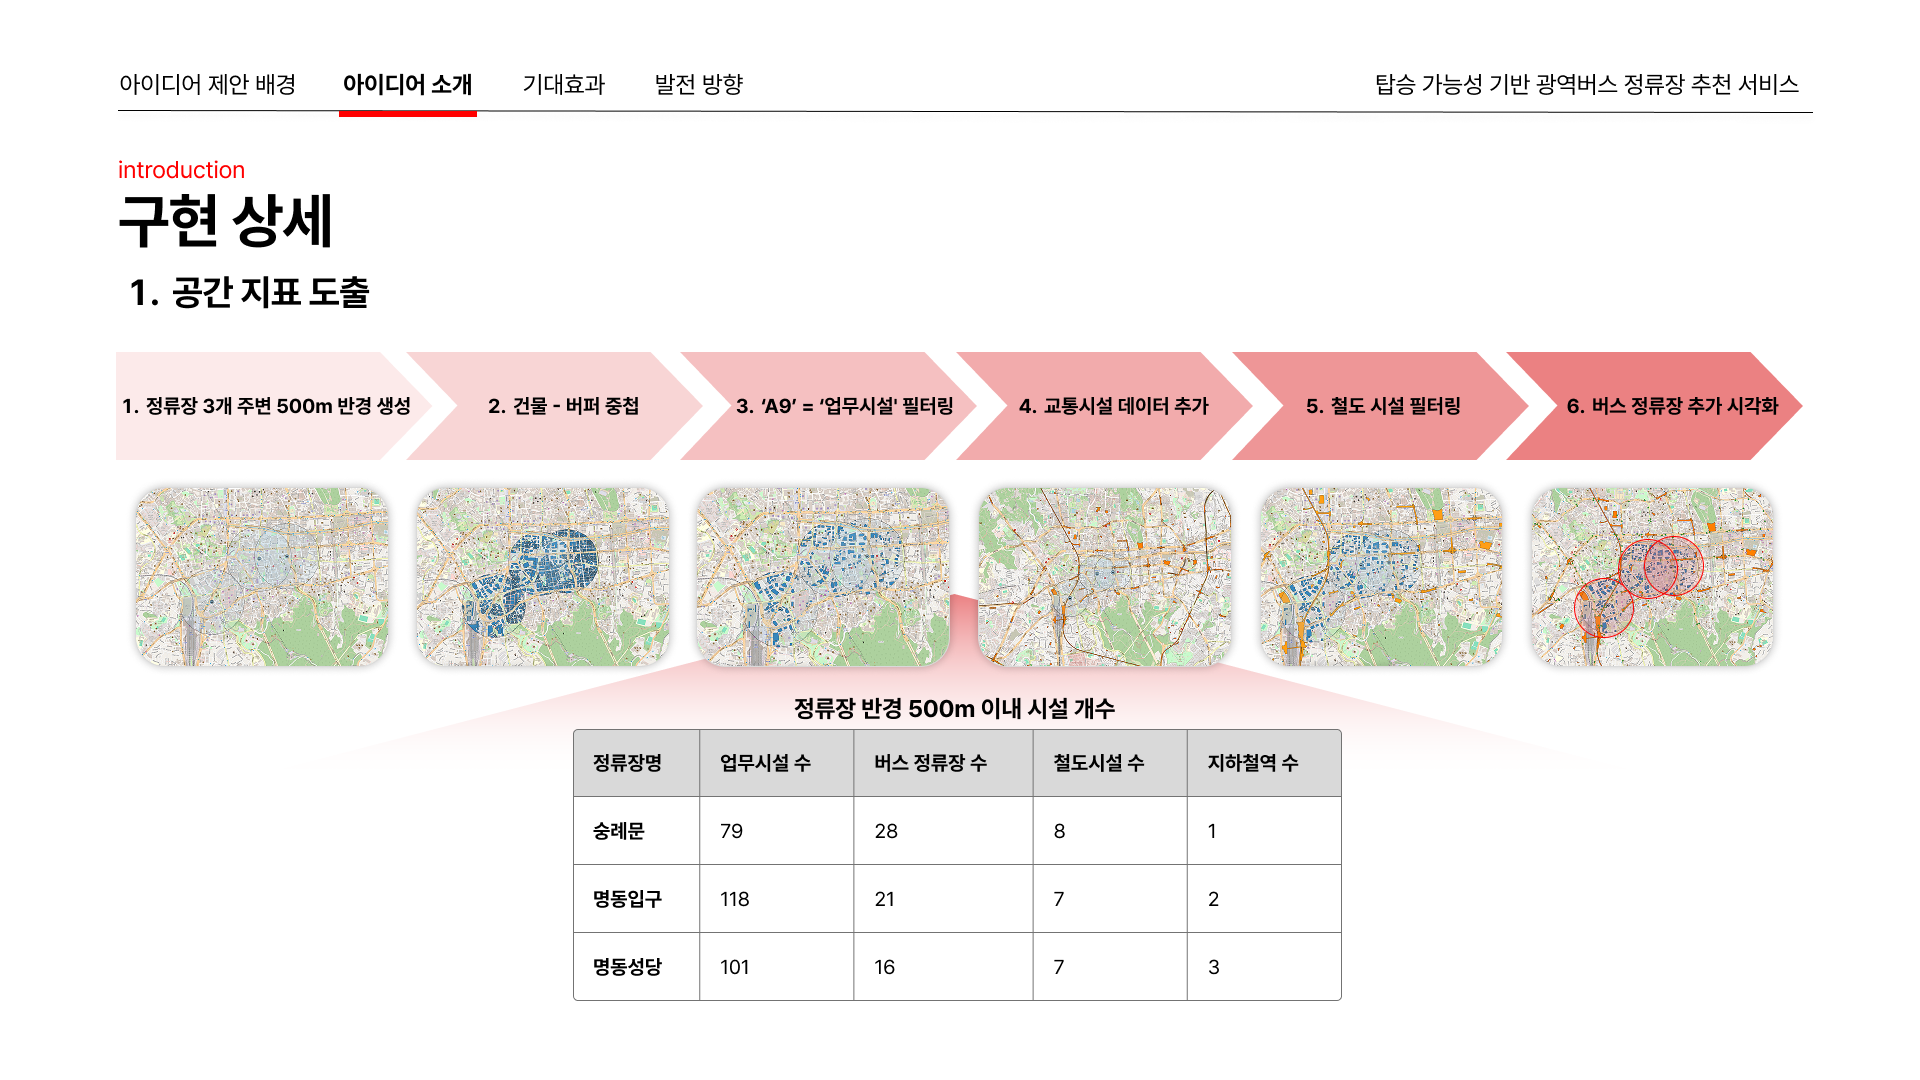 아이디어 제안 배경 아이디어 소개 기대효과 발전 방향 탑승 가능성 기반 광역버스 정류장 추천 서비스
introduction
구현 상세
1. 공간 지표 도출
1. 정류장 3개 주변 500m 반경 생성
2. 건물 - 버퍼 중첩
3. ‘A9’ = ‘업무시설' 필터링
4. 교통시설 데이터 추가
5. 철도 시설 필터링
6. 버스 정류장 추가 시각화
정류장 반경 500m 이내 시설 개수
정류장명 업무시설 수 버스 정류장 수 철도시설 수 지하철역 수
숭례문 79 28 8 1
명동입구 118 21 7 2
명동성당 101 16 7 3